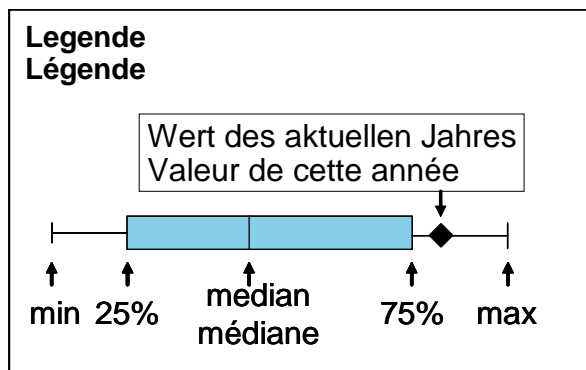 Legende
Légende
Wert des aktuellen Jahres
Valeur de cette année
min 25% median 75% max
médiane